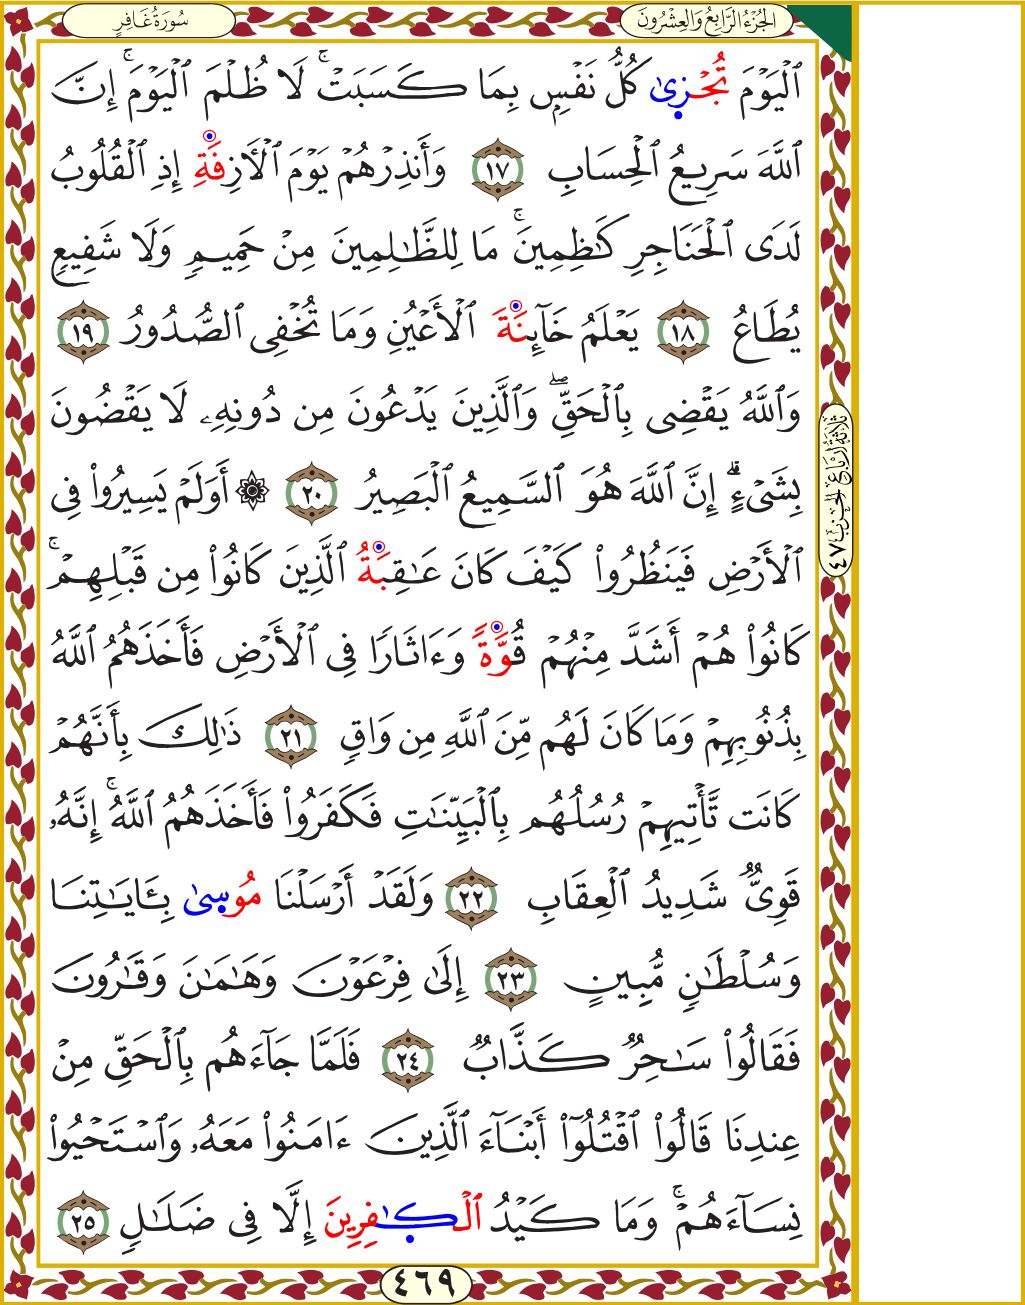 سُورَةُ غَافِرٍ
الجُزْءُ الرَّابِعُ وَالعِشْرُونَ
ٱلْيَوْمَ تُجْزىٰ كُلُّ نَفْسٍۭ بِمَا كَسَبَتْۚ لَا ظُلْمَ ٱلْيَوْمَۚ إِنَّ
ٱللَّهَ سَرِيعُ ٱلْحِسَابِ ١٧ وَأَنذِرْهُمْ يَوْمَ ٱلْأَزِفَةِ إِذِ ٱلْقُلُوبُ
لَدَى ٱلْحَنَاجِرِ كَٰظِمِينَۚ مَا لِلظَّٰلِمِينَ مِنْ حَمِيمٍ وَلَا شَفِيعٍ
يُطَاعُ ١٨ يَعْلَمُ خَآئِنَةَ ٱلْأَعْيُنِ وَمَا تُخْفِى ٱلصُّدُورُ ١٩
وَٱللَّهُ يَقْضِى بِٱلْحَقِّۖ وَٱلَّذِينَ يَدْعُونَ مِن دُونِهِۦ لَا يَقْضُونَ
بِشَىْءٍۗ إِنَّ ٱللَّهَ هُوَ ٱلسَّمِيعُ ٱلْبَصِيرُ ٢٠ ۞ أَوَلَمْ يَسِيرُوا۟ فِى
ٱلْأَرْضِ فَيَنظُرُوا۟ كَيْفَ كَانَ عَٰقِبَةُ ٱلَّذِينَ كَانُوا۟ مِن قَبْلِهِمْۚ
كَانُوا۟ هُمْ أَشَدَّ مِنْهُمْ قُوَّةً وَءَاثَارًا فِى ٱلْأَرْضِ فَأَخَذَهُمُ ٱللَّهُ
بِذُنُوبِهِمْ وَمَا كَانَ لَهُم مِّنَ ٱللَّهِ مِن وَاقٍ ٢١ ذَٰلِكَ بِأَنَّهُمْ
كَانَت تَّأْتِيهِمْ رُسُلُهُم بِٱلْبَيِّنَٰتِ فَكَفَرُوا۟ فَأَخَذَهُمُ ٱللَّهُۚ إِنَّهُۥ
قَوِىٌّ شَدِيدُ ٱلْعِقَابِ ٢٢ وَلَقَدْ أَرْسَلْنَا مُوسىٰ بِـَٔايَٰتِنَا
وَسُلْطَٰنٍ مُّبِينٍ ٢٣ إِلَىٰ فِرْعَوْنَ وَهَٰمَٰنَ وَقَٰرُونَ
فَقَالُوا۟ سَٰحِرٌ كَذَّابٌ ٢٤ فَلَمَّا جَآءَهُم بِٱلْحَقِّ مِنْ
عِندِنَا قَالُوا۟ ٱقْتُلُوٓا۟ أَبْنَآءَ ٱلَّذِينَ ءَامَنُوا۟ مَعَهُۥ وَٱسْتَحْيُوا۟
نِسَآءَهُمْۚ وَمَا كَيْدُ ٱلْكَٰفِرِينَ إِلَّا فِى ضَلَٰلٍ ٢٥
ثَلَاثَةُ أَرْبَاعِ الحِزْبِ ٤٧
٤٦٩